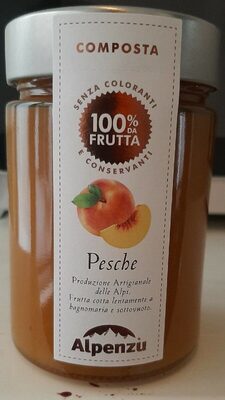 COMPOSTA
SENZA COLORANTI
100%
DA
FRUTTA
E CONSERVANTI
Pesche
Produzione Artigianale
delle Alpi.
Frutta cotta lentamente a
bagnomaria e sottovuoto.
Alpenzu